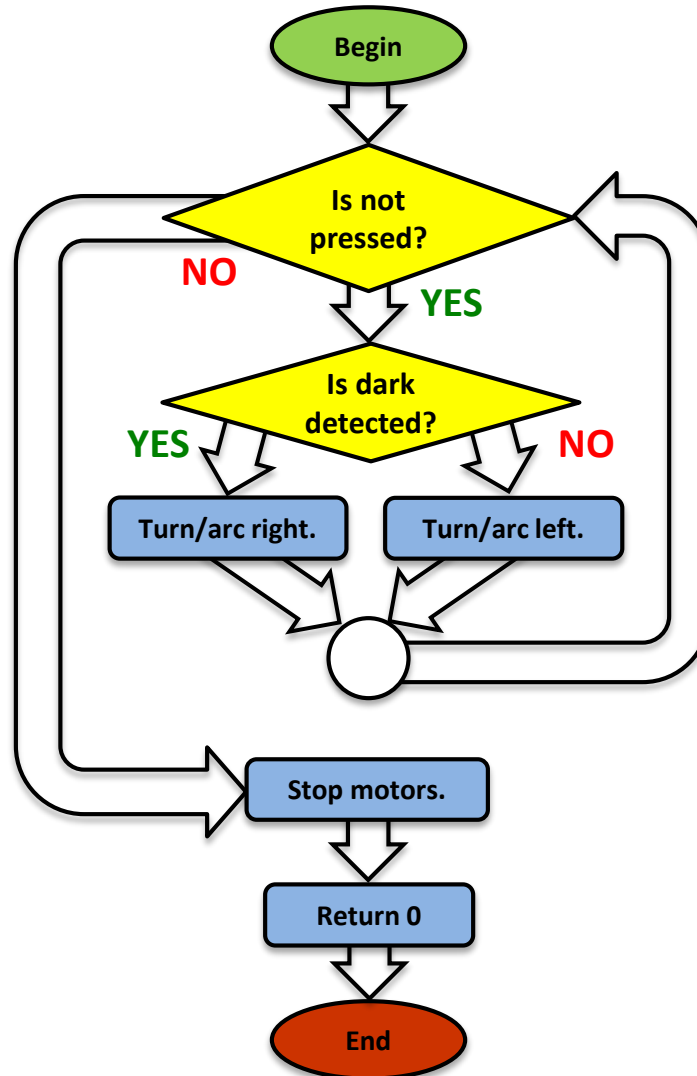 Begin
Is not
pressed?
NO
YES
Is dark
detected?
YES
NO
Turn/arc right.
Turn/arc left.
Stop motors.
Return 0
End